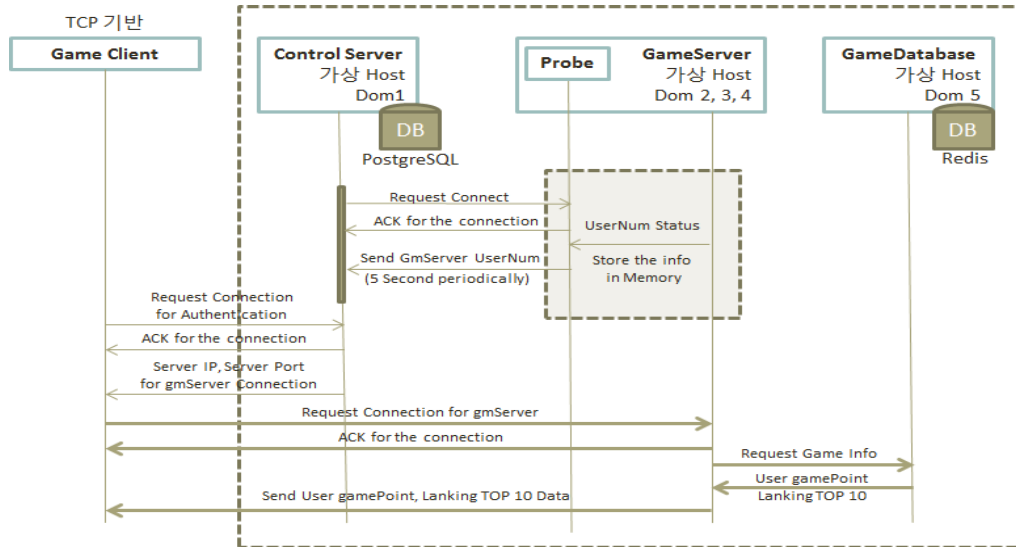 TCP 기반
Game Client
Control Server
가상 Host
Dom1
DB
PostgreSQL
Probe
GameServer
가상 Host
Dom 2, 3, 4
GameDatabase
가상 Host
Dom 5
DB
Redis
Request Connect
ACK for the connection
UserNum Status
Send GmServer UserNum
(5 Second periodically)
Store the info
in Memory
Request Connection
for Authentication
ACK for the connection
Server IP, Server Port
for gmServer Connection
Request Connection for gmServer
ACK for the connection
Request Game Info
User gamePoint
Lanking TOP 10
Send User gamePoint, Lanking TOP 10 Data